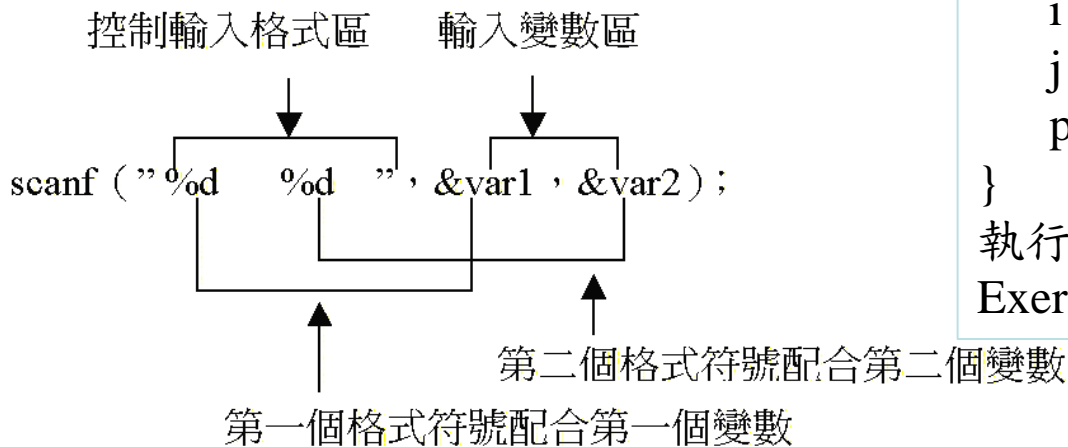 控制輸入格式區 輸入變數區
scanf（”%d %d ”，&var1，&var2）;
第二個格式符號配合第二個變數
第一個格式符號配合第一個變數
j
p
}
執行
Exer